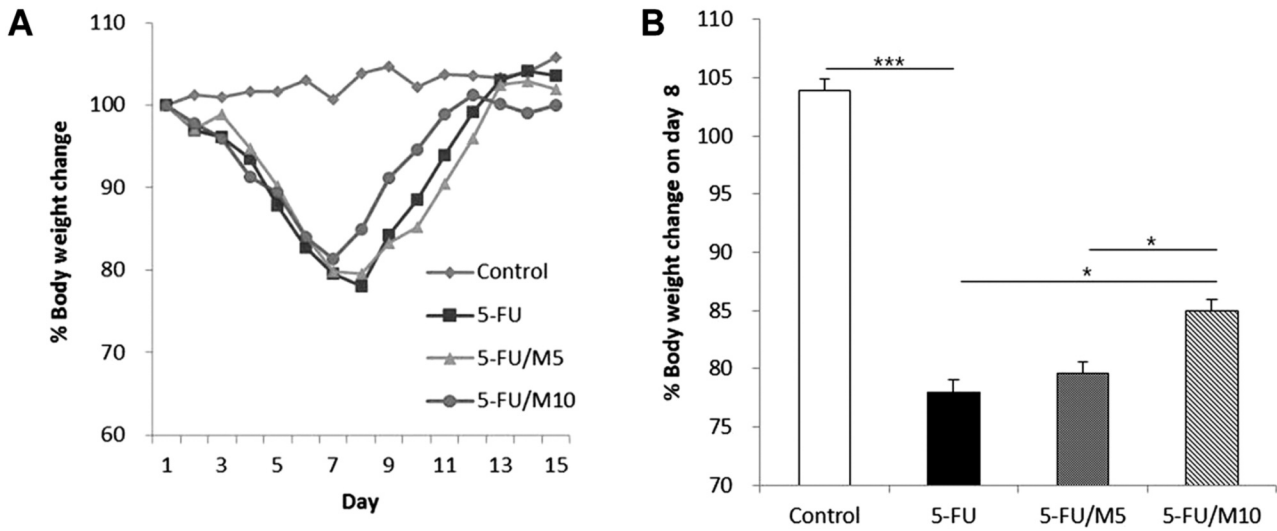 A
% Body weight change
110
100
90
80
70
60
1 3 5 7 9 11 13 15
Day
Control
5-FU
5-FU/M5
5-FU/M10
B
% Body weight change on day 8
110
105
100
95
90
85
80
75
70
***
*
*
Control 5-FU 5-FU/M5 5-FU/M10